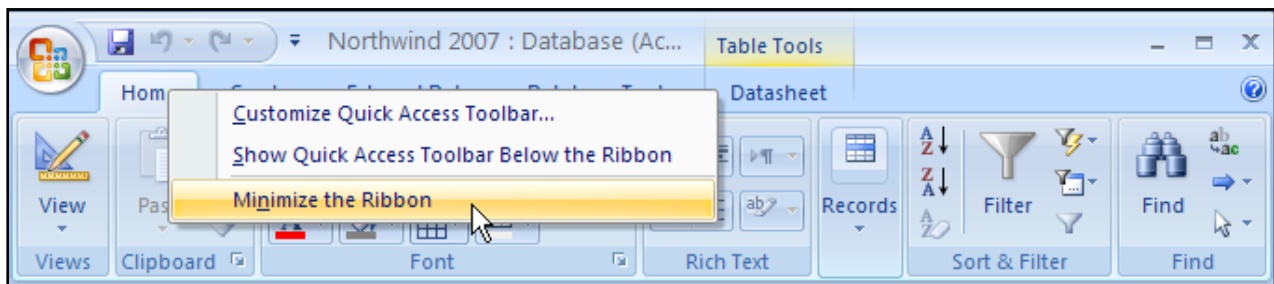 Northwind 2007 : Database (Ac...
Table Tools
Datasheet
Customize Quick Access Toolbar...
Show Quick Access Toolbar Below the Ribbon
Minimize the Ribbon
View
Records
Filter
Find
Views
Clipboard
Font
Rich Text
Sort & Filter
Find